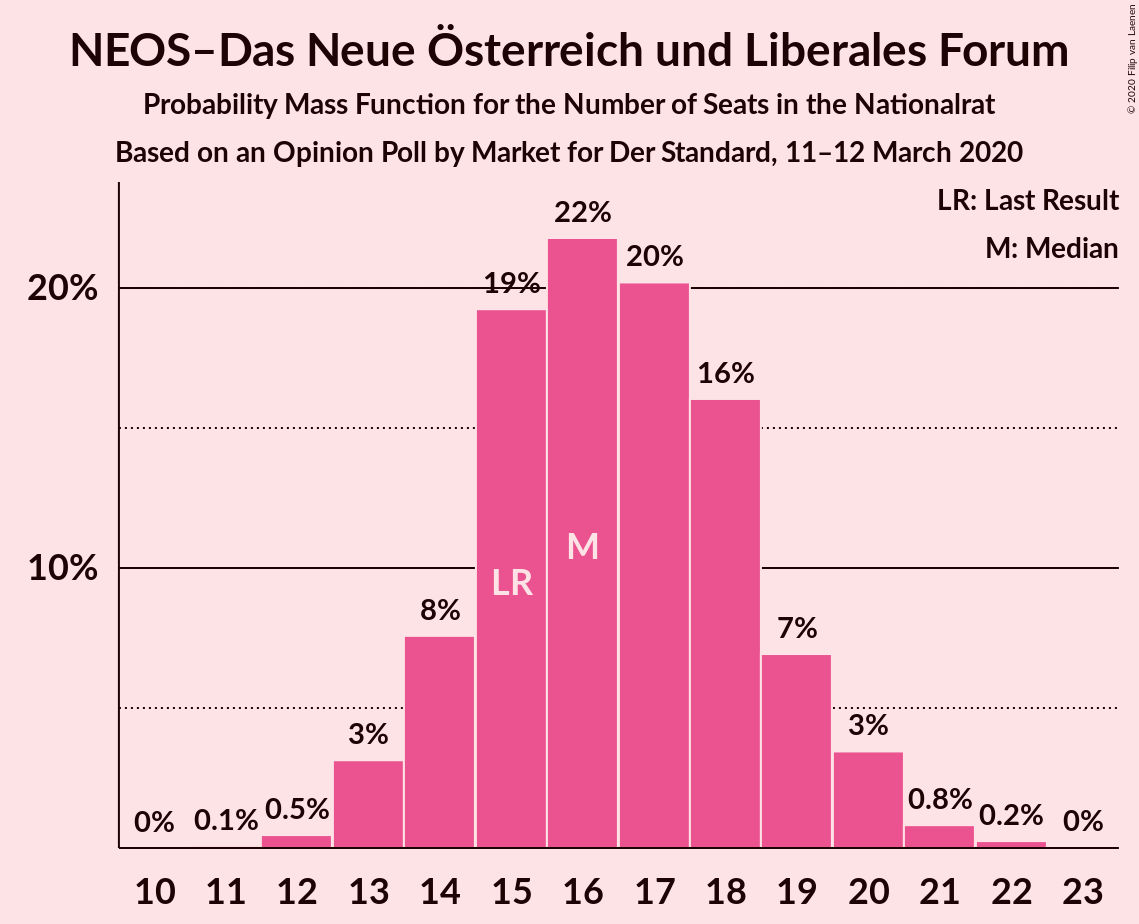 NEOS–Das Neue Österreich und Liberales Forum
Probability Mass Function for the Number of Seats in the Nationalrat
Based on an Opinion Poll by Market for Der Standard, 11–12 March 2020
© 2020 Filip van Laenen
LR: Last Result
M: Median
20%
10%
0%
0.1%
0.5%
3%
8%
19%
22%
20%
16%
7%
3%
0.8%
0.2%
0%
LR
M
10 11 12 13 14 15 16 17 18 19 20 21 22 23